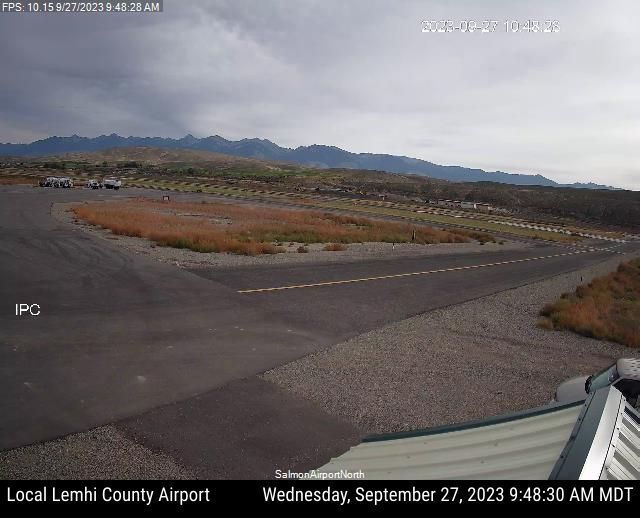 FPS: 10.15 9/27/2023 9:48:28 AM
2023-09-27 10:48:28
IPC
SalmonAirportNorth
Local Lemhi County Airport Wednesday, September 27, 2023 9:48:30 AM MDT